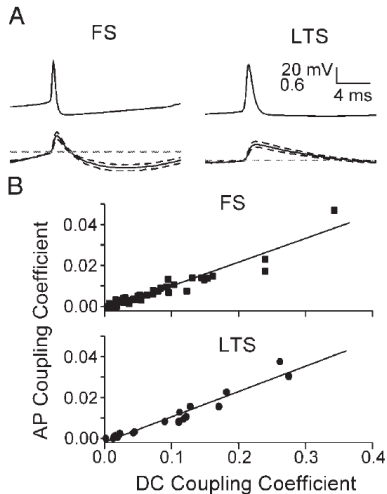 A
FS
LTS
20 mV
0.6
4 ms
B
FS
0.04
0.02
0.00
LTS
0.04
0.02
0.00
0.0 0.1 0.2 0.3 0.4
AP Coupling Coefficient
DC Coupling Coefficient